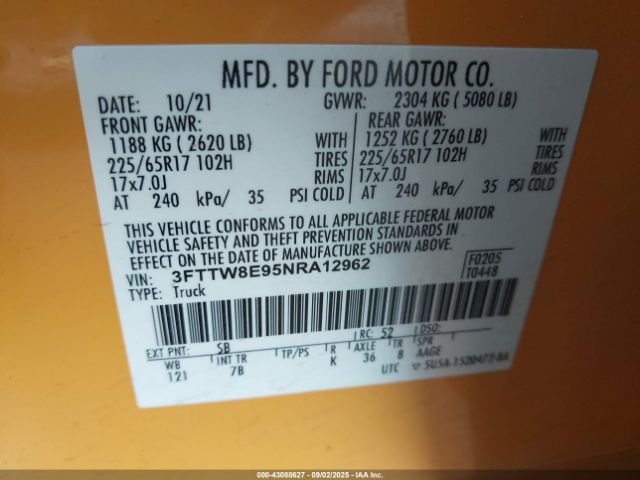 MFD. BY FORD MOTOR CO.
DATE: 10/21 GVWR: 2304 KG ( 5080 LB)
FRONT GAWR: REAR GAWR:
1188 KG ( 2620 LB) WITH 1252 KG ( 2760 LB) WITH
225/65R17 102H TIRES 225/65R17 102H TIRES
17x7.0J RIMS 17x7.0J RIMS
AT 240 kPa/ 35 PSI COLD AT 240 kPa/ 35 PSI COLD
THIS VEHICLE CONFORMS TO ALL APPLICABLE FEDERAL MOTOR
VEHICLE SAFETY AND THEFT PREVENTION STANDARDS IN
EFFECT ON THE DATE OF MANUFACTURE SHOWN ABOVE.
VIN: 3FTTW8E95NRA12962 F0205
TYPE: Truck T0448
EXT PNT: SB RC: 52 DSO:
WB INT TR TP/PS R AXLE TR SPR
121 7B K 36 8 AAGE
UTC
000-43088627 - 09/02/2025 - IAA, LLC